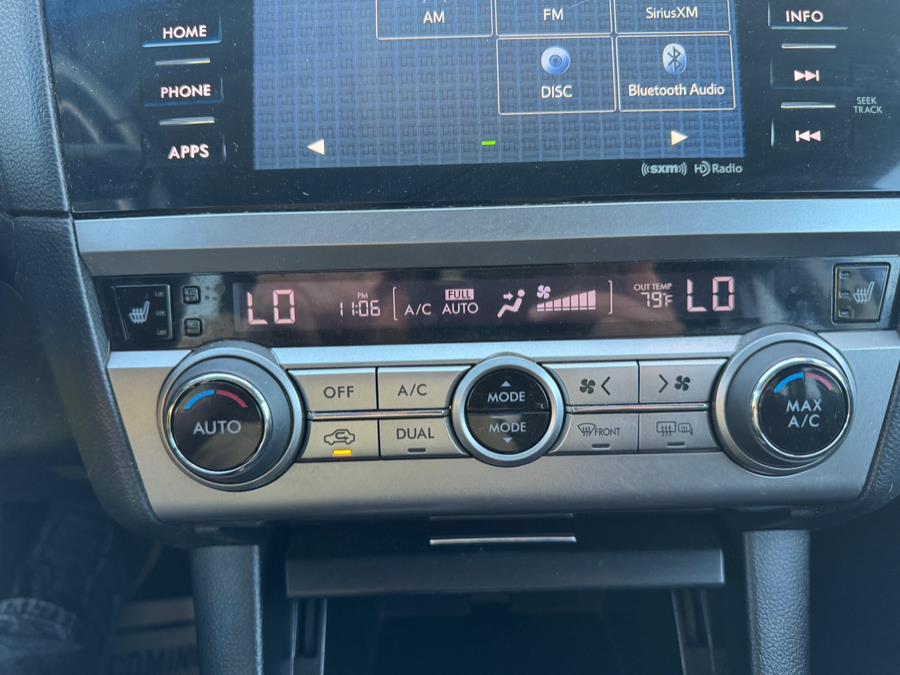 AM
FM
SiriusXM
DISC
Bluetooth Audio
HOME
PHONE
APPS
INFO
SEEK
TRACK
((sxm)) HD Radio
LO
PM
11:06
A/C
FULL
AUTO
OUT TEMP
79°F
LO
AUTO
OFF
A/C
DUAL
MODE
MODE
FRONT
MAX
A/C
COMIN